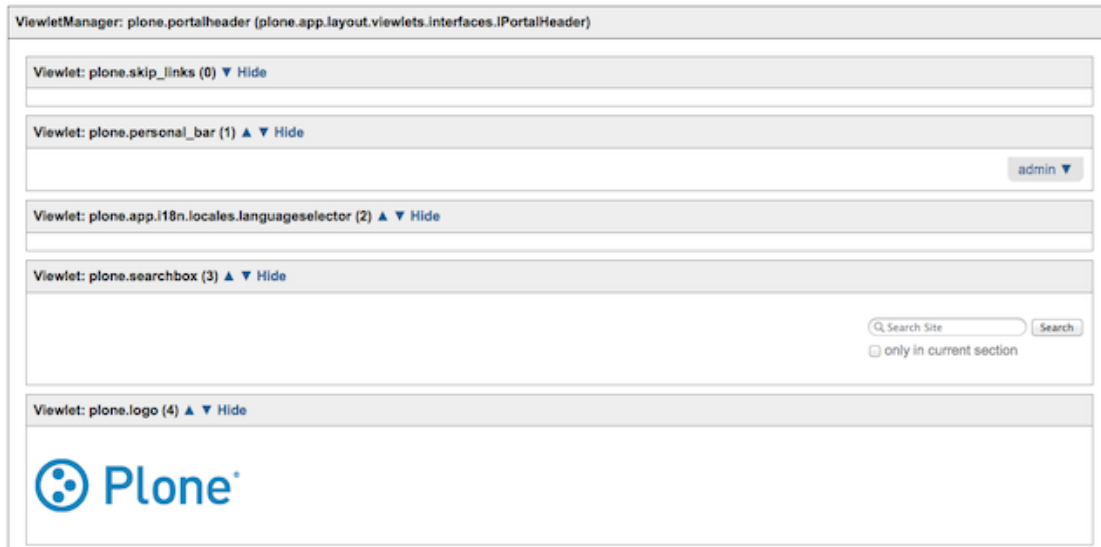 ViewletManager: plone.portalheader (plone.app.layout.viewlets.interfaces.IPortalHeader)
Viewlet: plone.skip_links (0) ▼ Hide
Viewlet: plone.personal_bar (1) ▲ ▼ Hide
admin ▼
Viewlet: plone.app.i18n.locales.languageselector (2) ▲ ▼ Hide
Viewlet: plone.searchbox (3) ▲ ▼ Hide
Search Site Search
only in current section
Viewlet: plone.logo (4) ▲ ▼ Hide
Plone®